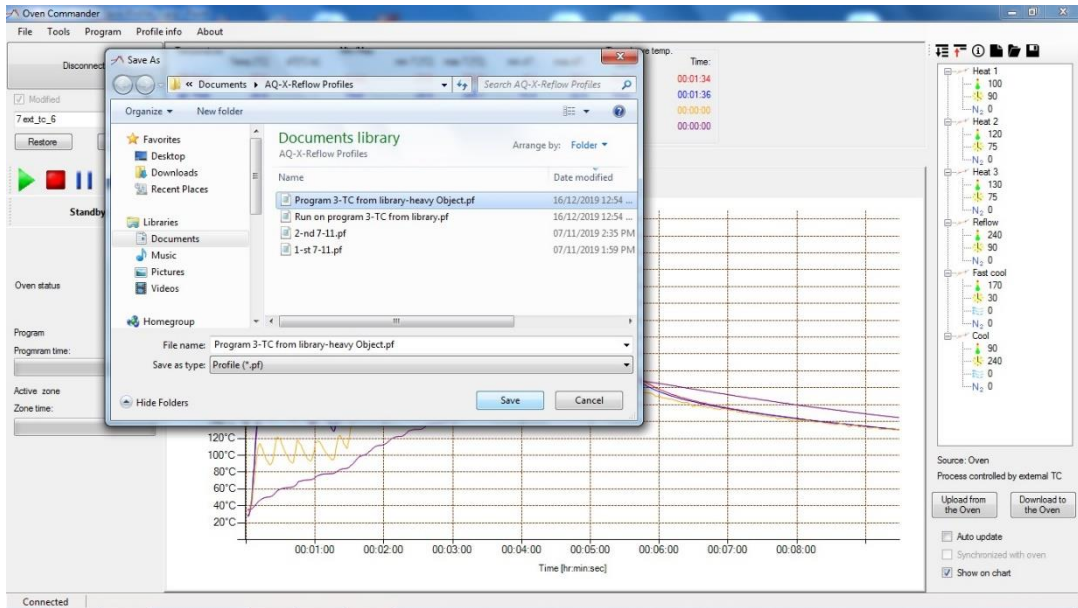 Oven Commander
File Tools Program Profile info About
Disconnect
Modified
7 ext_tc_6
Restore
Standby
Oven status
Program
Progmram time:
Active zone
Zone time:
Save As
« Documents ▸ AQ-X-Reflow Profiles
Search AQ-X-Reflow Profiles
Organize ▾ New folder
Favorites
Desktop
Downloads
Recent Places
Libraries
Documents
Music
Pictures
Videos
Homegroup
Documents library
AQ-X-Reflow Profiles
Arrange by: Folder ▾
Name Date modified
Program 3-TC from library-heavy Object.pf 16/12/2019 12:54 ...
Run on program 3-TC from library.pf 16/12/2019 12:54 ...
2-nd 7-11.pf 07/11/2019 2:35 PM
1-st 7-11.pf 07/11/2019 1:59 PM
File name: Program 3-TC from library-heavy Object.pf
Save as type: Profile (*.pf)
Hide Folders
Save Cancel
e temp.
Time:
00:01:34
00:01:36
00:00:00
00:00:00
120°C
100°C
80°C
60°C
40°C
20°C
00:01:00 00:02:00 00:03:00 00:04:00 00:05:00 00:06:00 00:07:00 00:08:00
Time [hr:min:sec]
Heat 1
100
90
N₂ 0
Heat 2
120
75
N₂ 0
Heat 3
130
75
N₂ 0
Reflow
240
90
N₂ 0
Fast cool
170
30
0
N₂ 0
Cool
90
240
0
N₂ 0
Source: Oven
Process controlled by external TC
Upload from
the Oven
Download to
the Oven
Auto update
Synchronized with oven
Show on chart
Connected